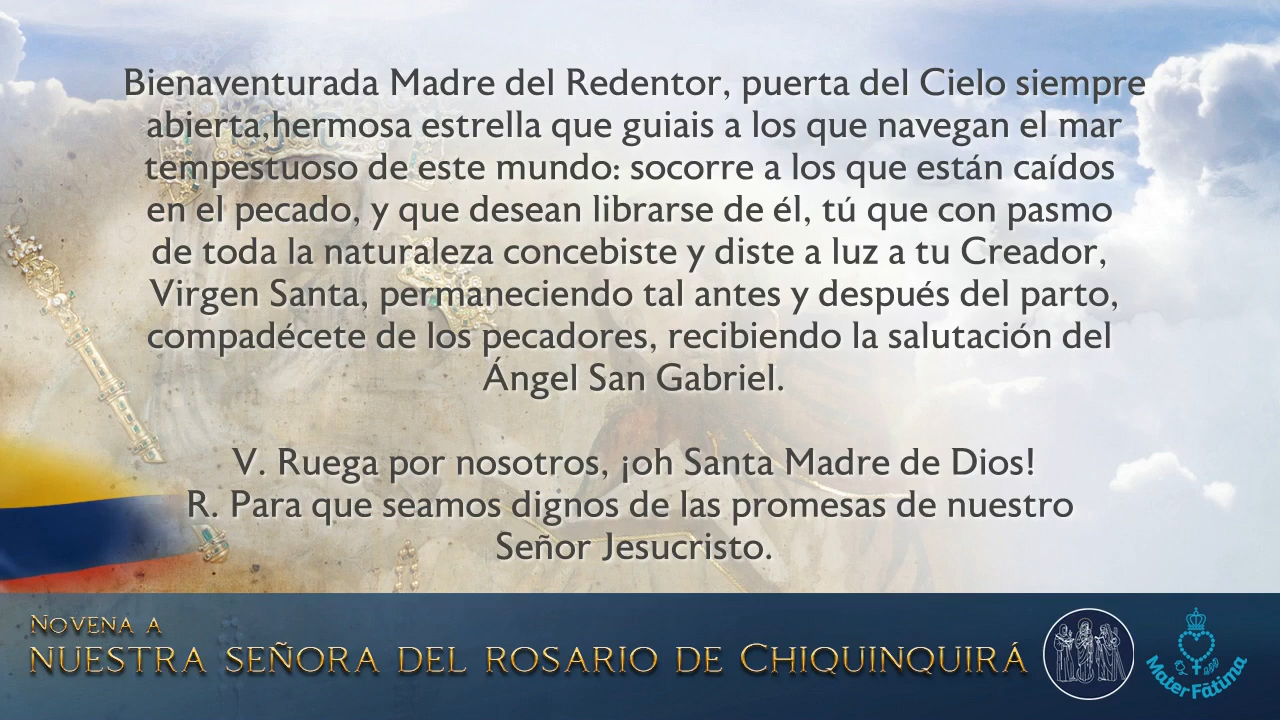 Bienaventurada Madre del Redentor, puerta del Cielo siempre
abierta,hermosa estrella que guiais a los que navegan el mar
tempestuoso de este mundo: socorre a los que están caídos
en el pecado, y que desean librarse de él, tú que con pasmo
de toda la naturaleza concebiste y diste a luz a tu Creador,
Virgen Santa, permaneciendo tal antes y después del parto,
compadécete de los pecadores, recibiendo la salutación del
Ángel San Gabriel.
V. Ruega por nosotros, ¡oh Santa Madre de Dios!
R. Para que seamos dignos de las promesas de nuestro
Señor Jesucristo.
Novena a
nuestra señora del rosario de Chiquinquirá
Mater Fátima